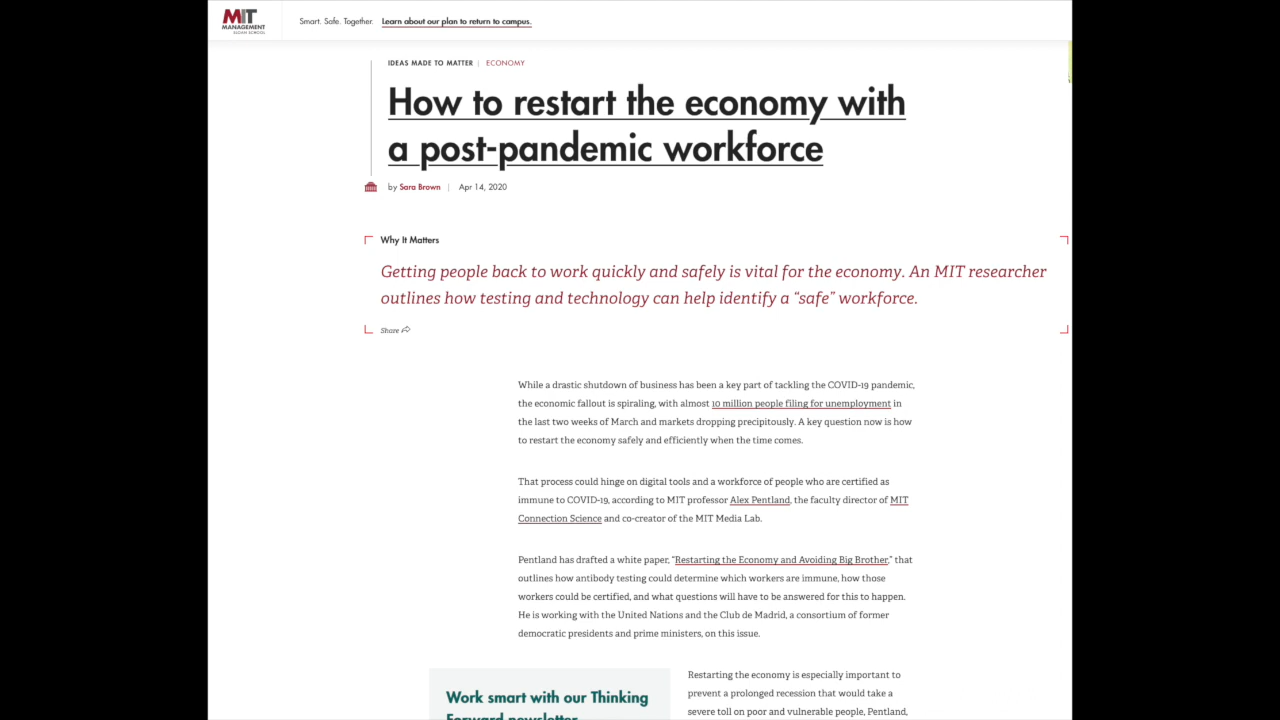 MIT
MANAGEMENT
SLOAN SCHOOL
Smart. Safe. Together. Learn about our plan to return to campus.
IDEAS MADE TO MATTER | ECONOMY
How to restart the economy with
a post-pandemic workforce
by Sara Brown | Apr 14, 2020
Why It Matters
Getting people back to work quickly and safely is vital for the economy. An MIT researcher
outlines how testing and technology can help identify a “safe” workforce.
Share
While a drastic shutdown of business has been a key part of tackling the COVID-19 pandemic,
the economic fallout is spiraling, with almost 10 million people filing for unemployment in
the last two weeks of March and markets dropping precipitously. A key question now is how
to restart the economy safely and efficiently when the time comes.
That process could hinge on digital tools and a workforce of people who are certified as
immune to COVID-19, according to MIT professor Alex Pentland, the faculty director of MIT
Connection Science and co-creator of the MIT Media Lab.
Pentland has drafted a white paper, “Restarting the Economy and Avoiding Big Brother,” that
outlines how antibody testing could determine which workers are immune, how those
workers could be certified, and what questions will have to be answered for this to happen.
He is working with the United Nations and the Club de Madrid, a consortium of former
democratic presidents and prime ministers, on this issue.
Work smart with our Thinking
Forward newsletter
Restarting the economy is especially important to
prevent a prolonged recession that would take a
severe toll on poor and vulnerable people, Pentland,